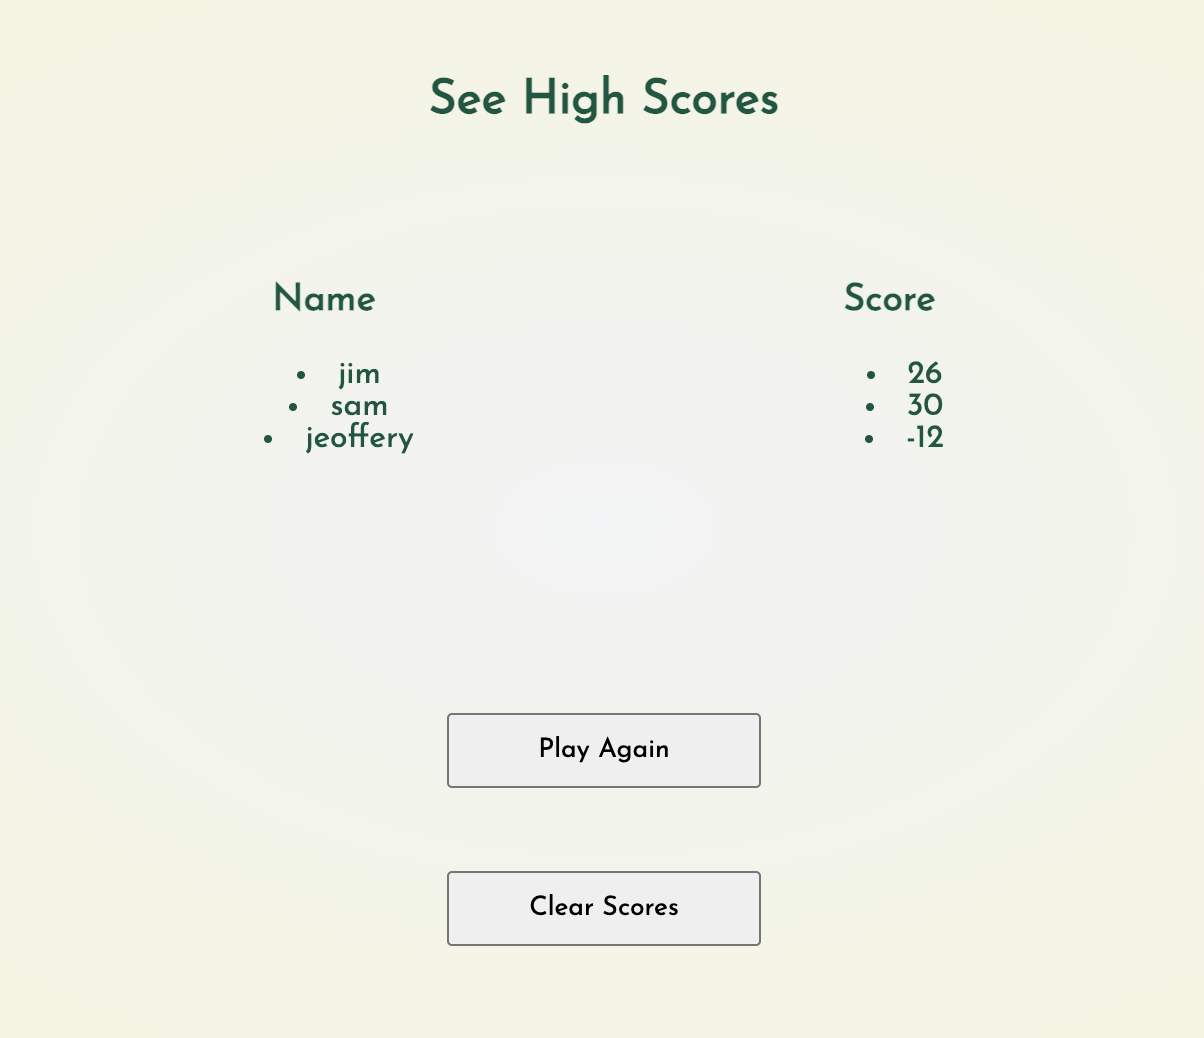 See High Scores
Name Score
• jim • 26
• sam • 30
• jeoffery • -12
Play Again
Clear Scores